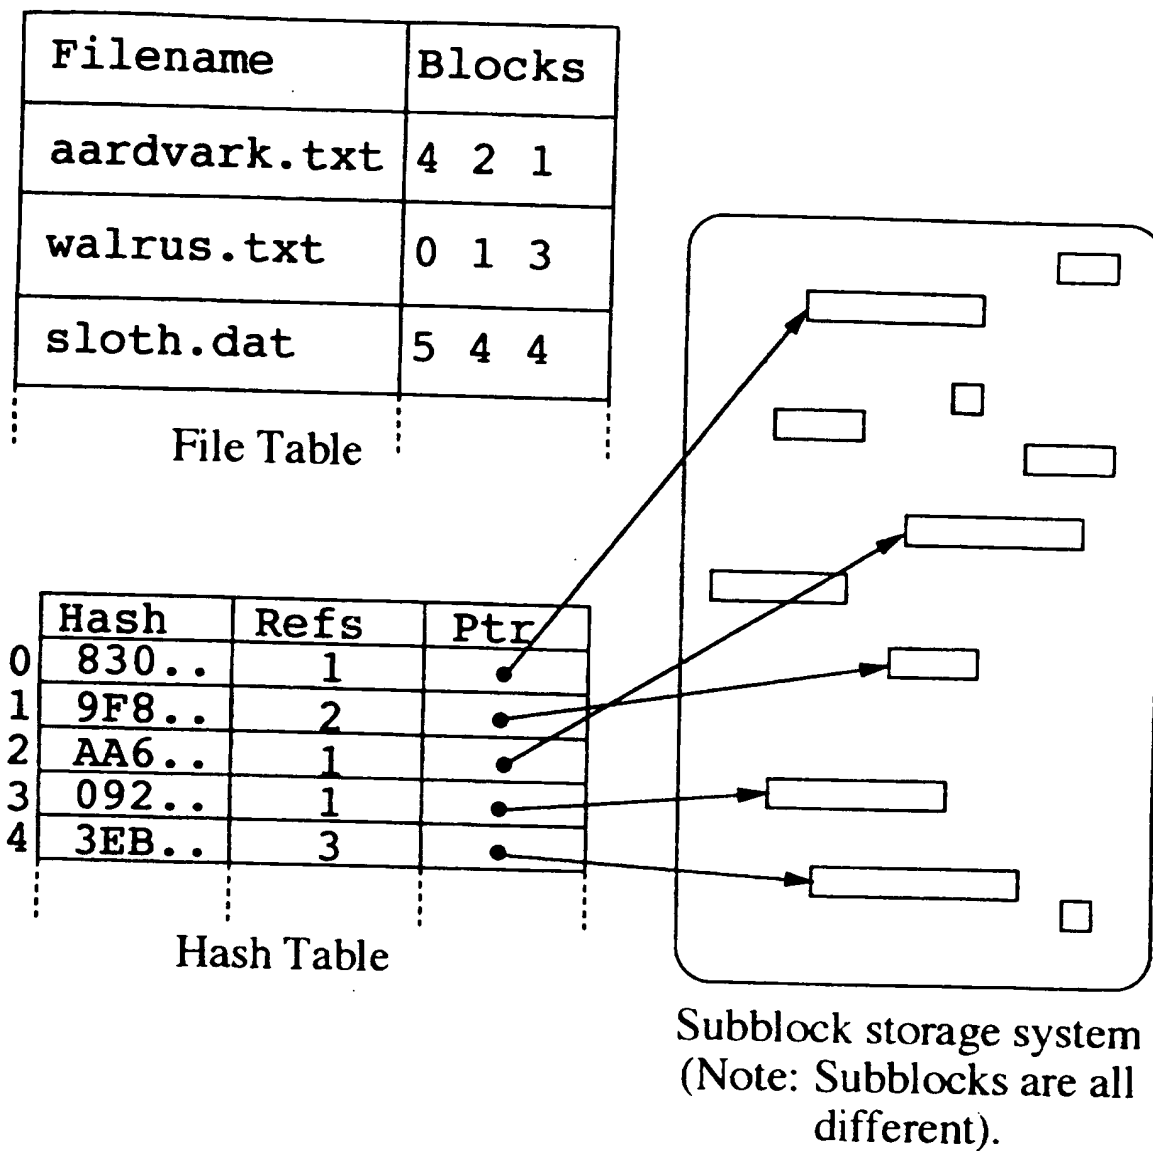 Filename Blocks
aardvark.txt 4 2 1
walrus.txt 0 1 3
sloth.dat 5 4 4
File Table
Hash Refs Ptr
0 830.. 1
1 9F8.. 2
2 AA6.. 1
3 092.. 1
4 3EB.. 3
Hash Table
Subblock storage system
(Note: Subblocks are all
different).